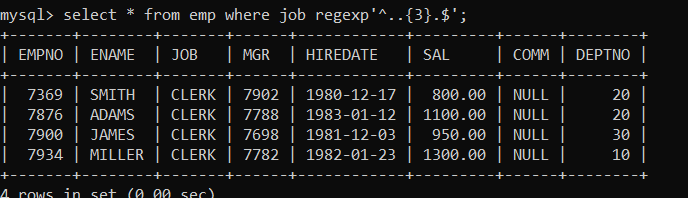 mysql> select * from emp where job regexp'^..{3}.$';
+-------+--------+-------+------+------------+---------+------+--------+
| EMPNO | ENAME  | JOB   | MGR  | HIREDATE   | SAL     | COMM | DEPTNO |
+-------+--------+-------+------+------------+---------+------+--------+
|  7369 | SMITH  | CLERK | 7902 | 1980-12-17 |  800.00 | NULL |     20 |
|  7876 | ADAMS  | CLERK | 7788 | 1983-01-12 | 1100.00 | NULL |     20 |
|  7900 | JAMES  | CLERK | 7698 | 1981-12-03 |  950.00 | NULL |     30 |
|  7934 | MILLER | CLERK | 7782 | 1982-01-23 | 1300.00 | NULL |     10 |
+-------+--------+-------+------+------------+---------+------+--------+
4 rows in set (0.00 sec)